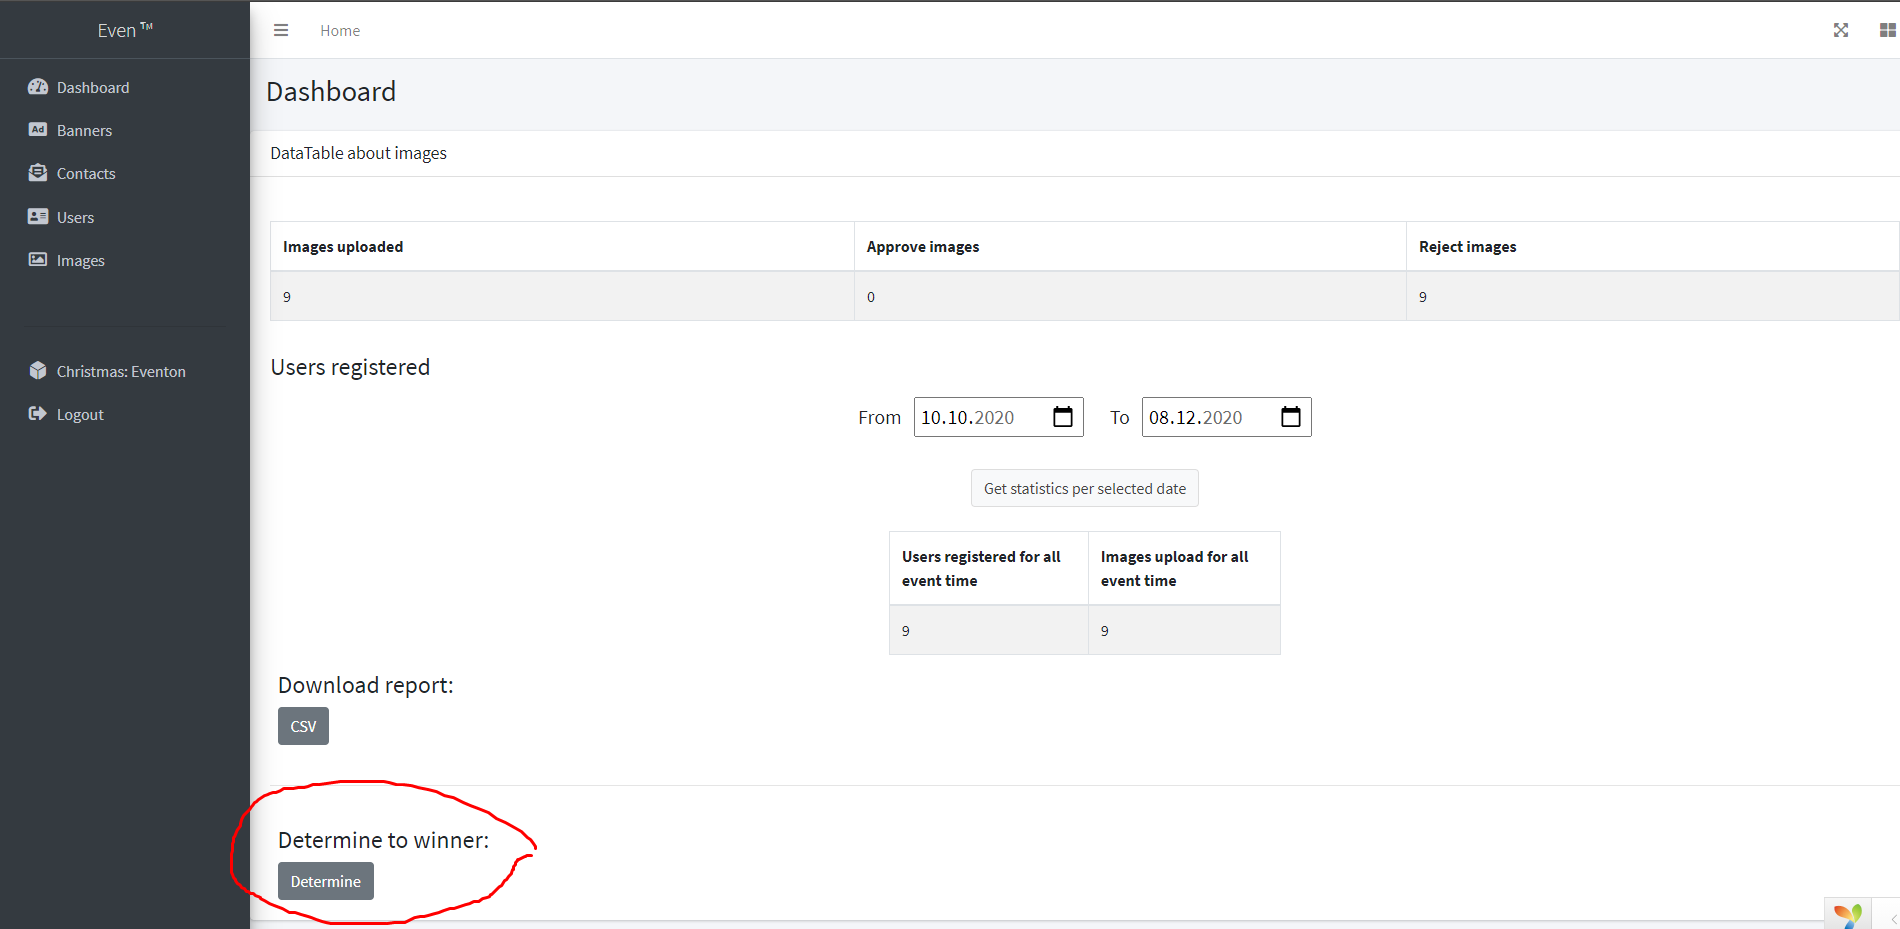 Even ™
Home
Dashboard
Banners
Contacts
Users
Images
Christmas: Eventon
Logout
Dashboard
DataTable about images
Images uploaded Approve images Reject images
9 0 9
Users registered
From 10.10.2020 To 08.12.2020
Get statistics per selected date
Users registered for all Images upload for all
event time event time
9 9
Download report:
CSV
Determine to winner:
Determine